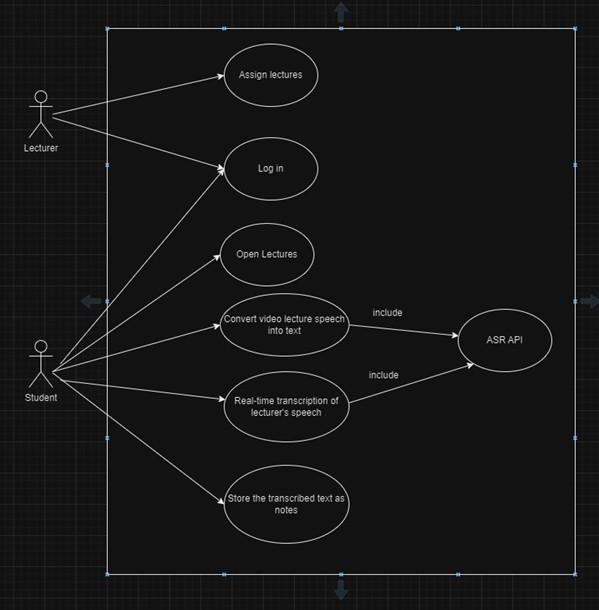 Assign lectures
Lecturer
Log in
Open Lectures
Convert video lecture speech
into text
include
ASR API
Student
include
Real-time transcription of
lecturer's speech
Store the transcribed text as
notes